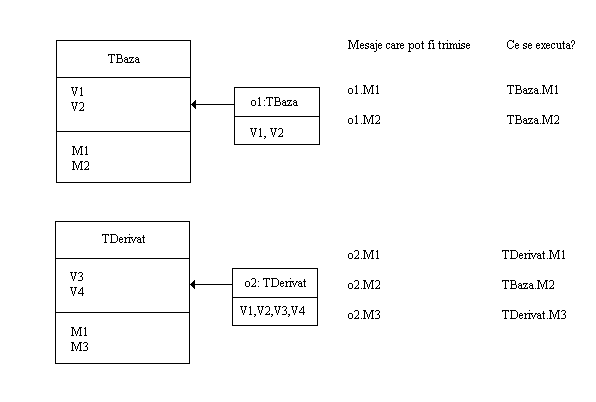 Mesaje care pot fi trimise
Ce se executa?
TBaza
V1
V2
M1
M2
o1:TBaza
V1, V2
o1.M1
TBaza.M1
o1.M2
TBaza.M2
TDerivat
V3
V4
M1
M3
o2: TDerivat
V1,V2,V3,V4
o2.M1
TDerivat.M1
o2.M2
TBaza.M2
o2.M3
TDerivat.M3